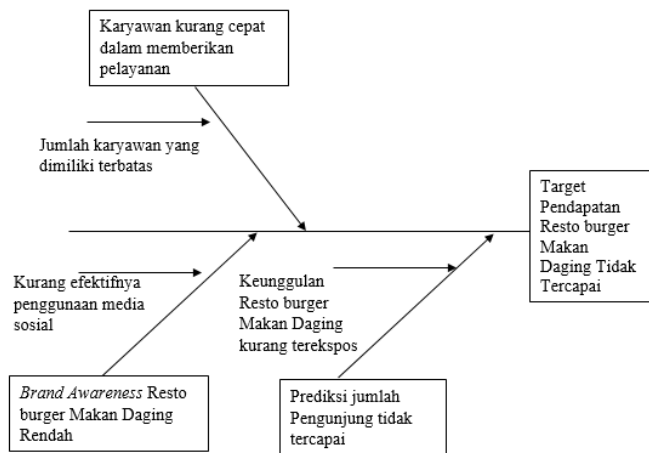 Karyawan kurang cepat
dalam memberikan
pelayanan
Jumlah karyawan yang
dimiliki terbatas
Target
Pendapatan
Resto burger
Makan
Daging Tidak
Tercapai
Kurang efektifnya
penggunaan media
sosial
Keunggulan
Resto burger
Makan Daging
kurang terekspos
Brand Awareness Resto
burger Makan Daging
Rendah
Prediksi jumlah
Pengunjung tidak
tercapai